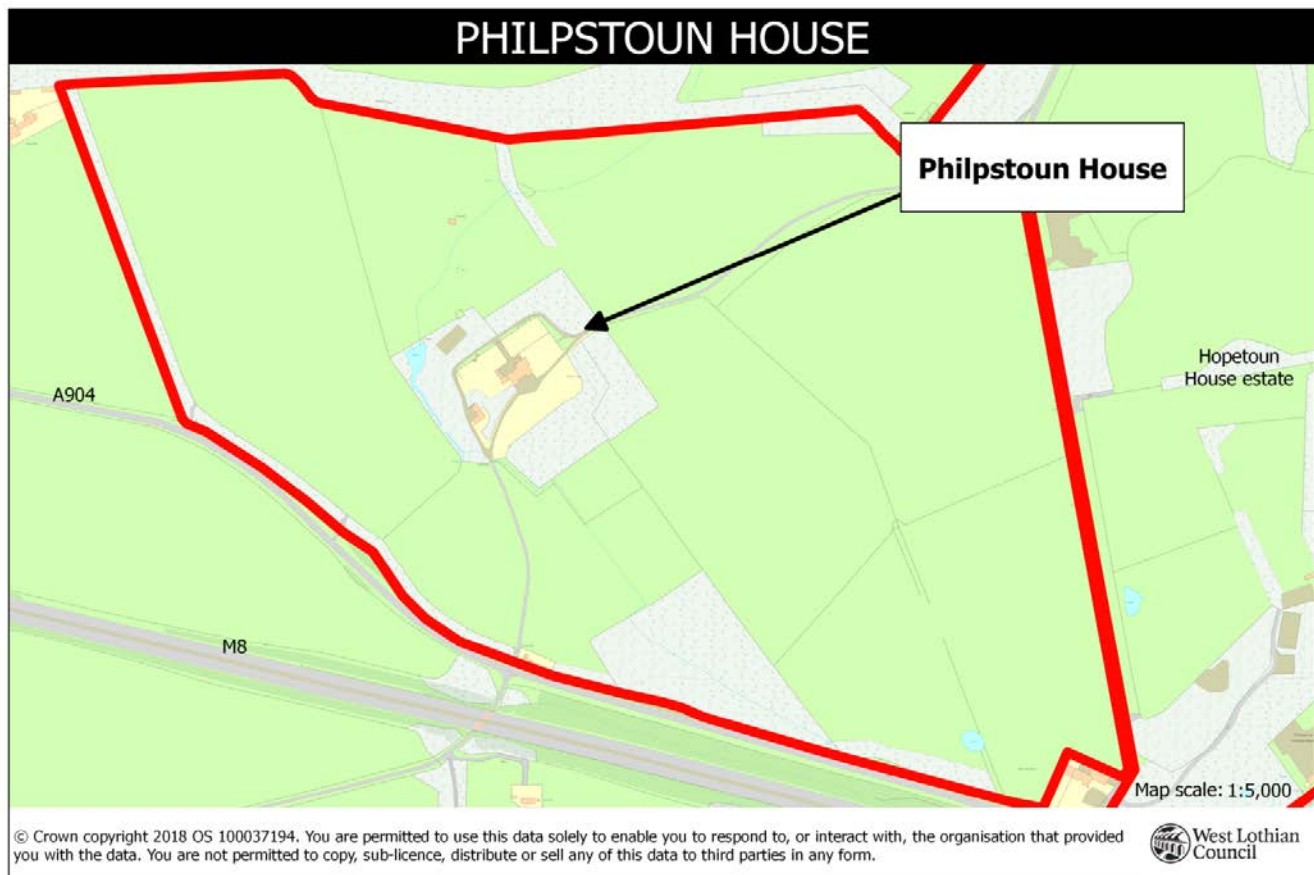 PHILPSTOUN HOUSE
Philpstoun House
Hopetoun
House estate
A904
M8
Map scale: 1:5,000
© Crown copyright 2018 OS 100037194. You are permitted to use this data solely to enable you to respond to, or interact with, the organisation that provided
you with the data. You are not permitted to copy, sub-licence, distribute or sell any of this data to third parties in any form.
West Lothian
Council